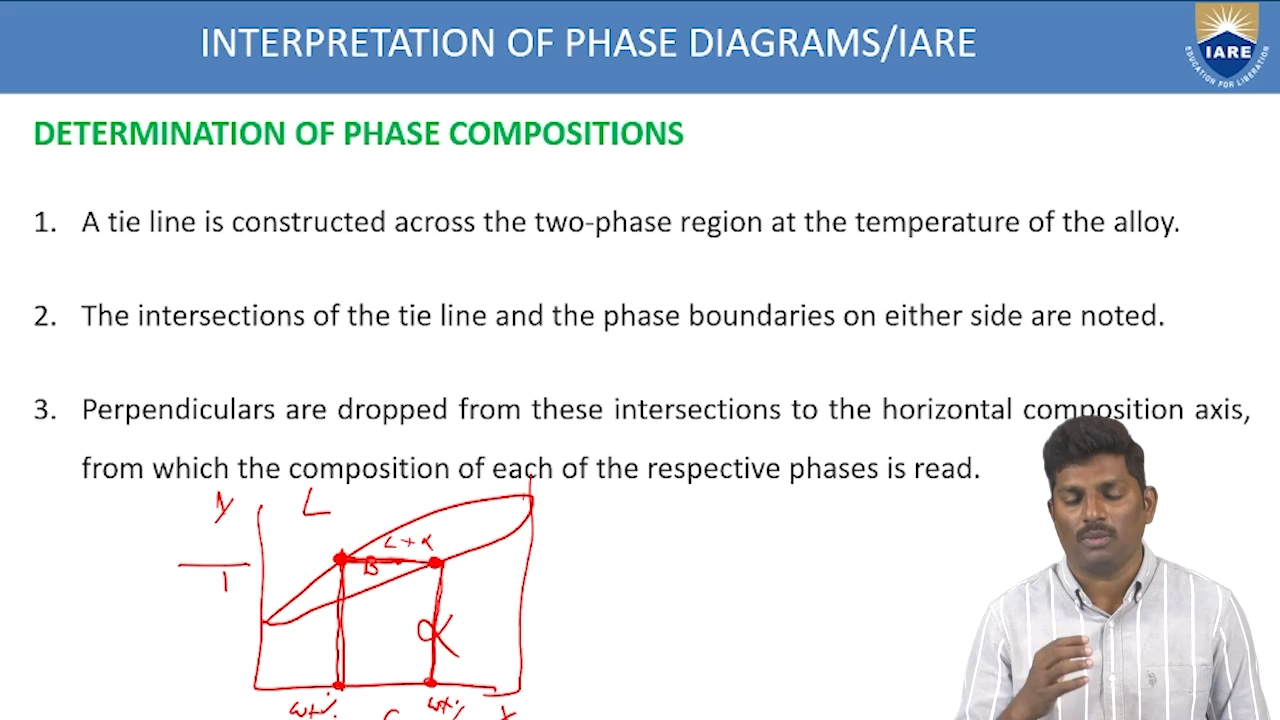 INTERPRETATION OF PHASE DIAGRAMS/IARE
IARE
EDUCATION FOR LIBERATION
DETERMINATION OF PHASE COMPOSITIONS
1. A tie line is constructed across the two-phase region at the temperature of the alloy.
2. The intersections of the tie line and the phase boundaries on either side are noted.
3. Perpendiculars are dropped from these intersections to the horizontal composition axis,
from which the composition of each of the respective phases is read.
y
L
L + α
B
T
α
wt% wt%
C
x